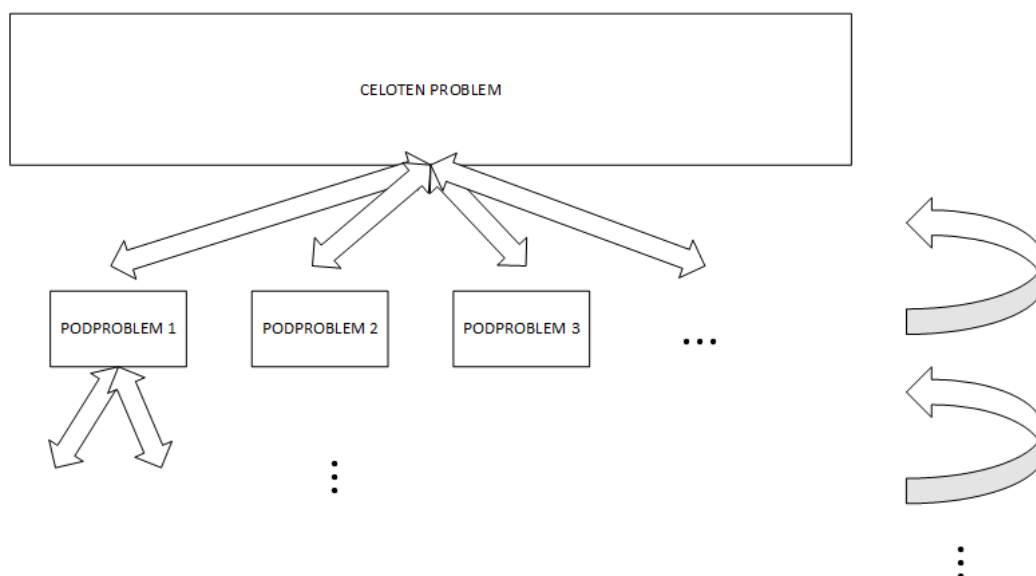 CELOTEN PROBLEM
PODPROBLEM 1
PODPROBLEM 2
PODPROBLEM 3
...